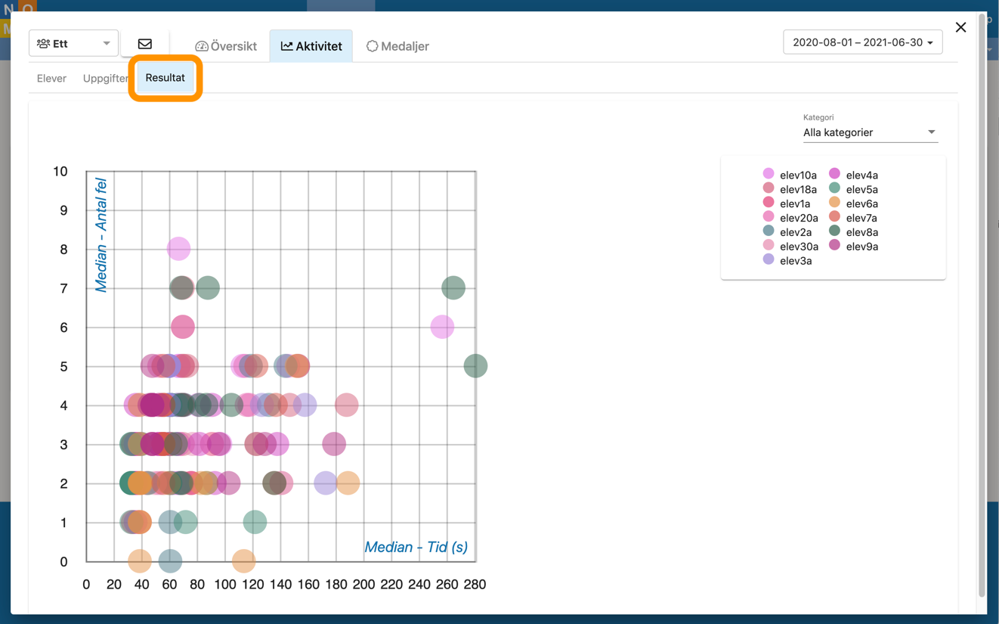 N O
M
p
Ett
Översikt
Aktivitet
Medaljer
2020-08-01 – 2021-06-30
Elever
Uppgifter
Resultat
Kategori
Alla kategorier
elev10a
elev4a
elev18a
elev5a
elev1a
elev6a
elev20a
elev7a
elev2a
elev8a
elev30a
elev9a
elev3a
Median - Antal fel
10
9
8
7
6
5
4
3
2
1
0
Median - Tid (s)
0 20 40 60 80 100 120 140 160 180 200 220 240 260 280